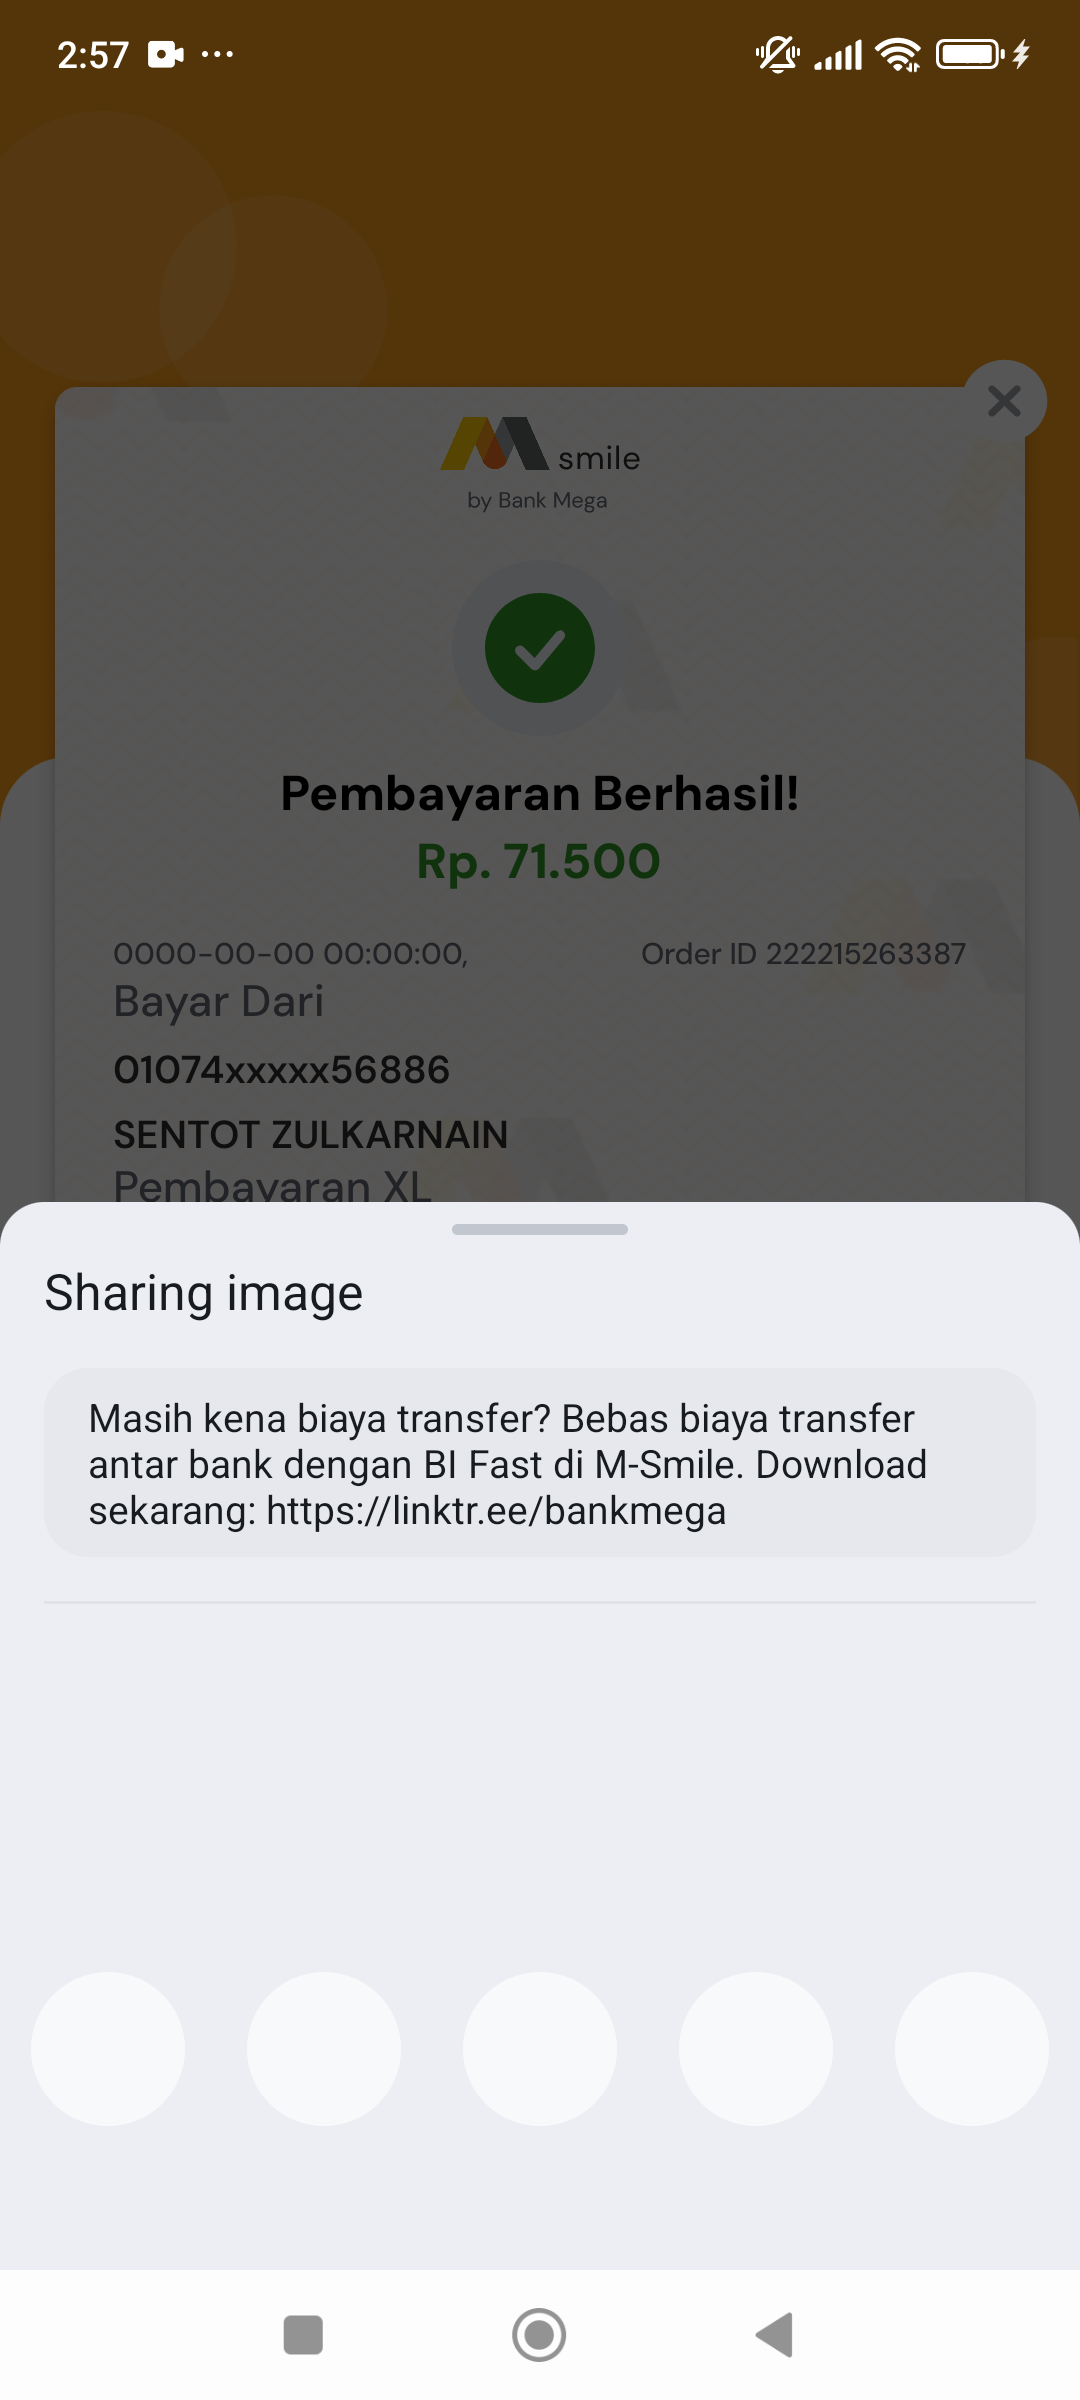 2:57
smile
by Bank Mega
Pembayaran Berhasil!
Rp. 71.500
0000-00-00 00:00:00,
Order ID 222215263387
Bayar Dari
01074xxxxx56886
SENTOT ZULKARNAIN
Pembayaran XL
Sharing image
Masih kena biaya transfer? Bebas biaya transfer
antar bank dengan BI Fast di M-Smile. Download
sekarang: https://linktr.ee/bankmega